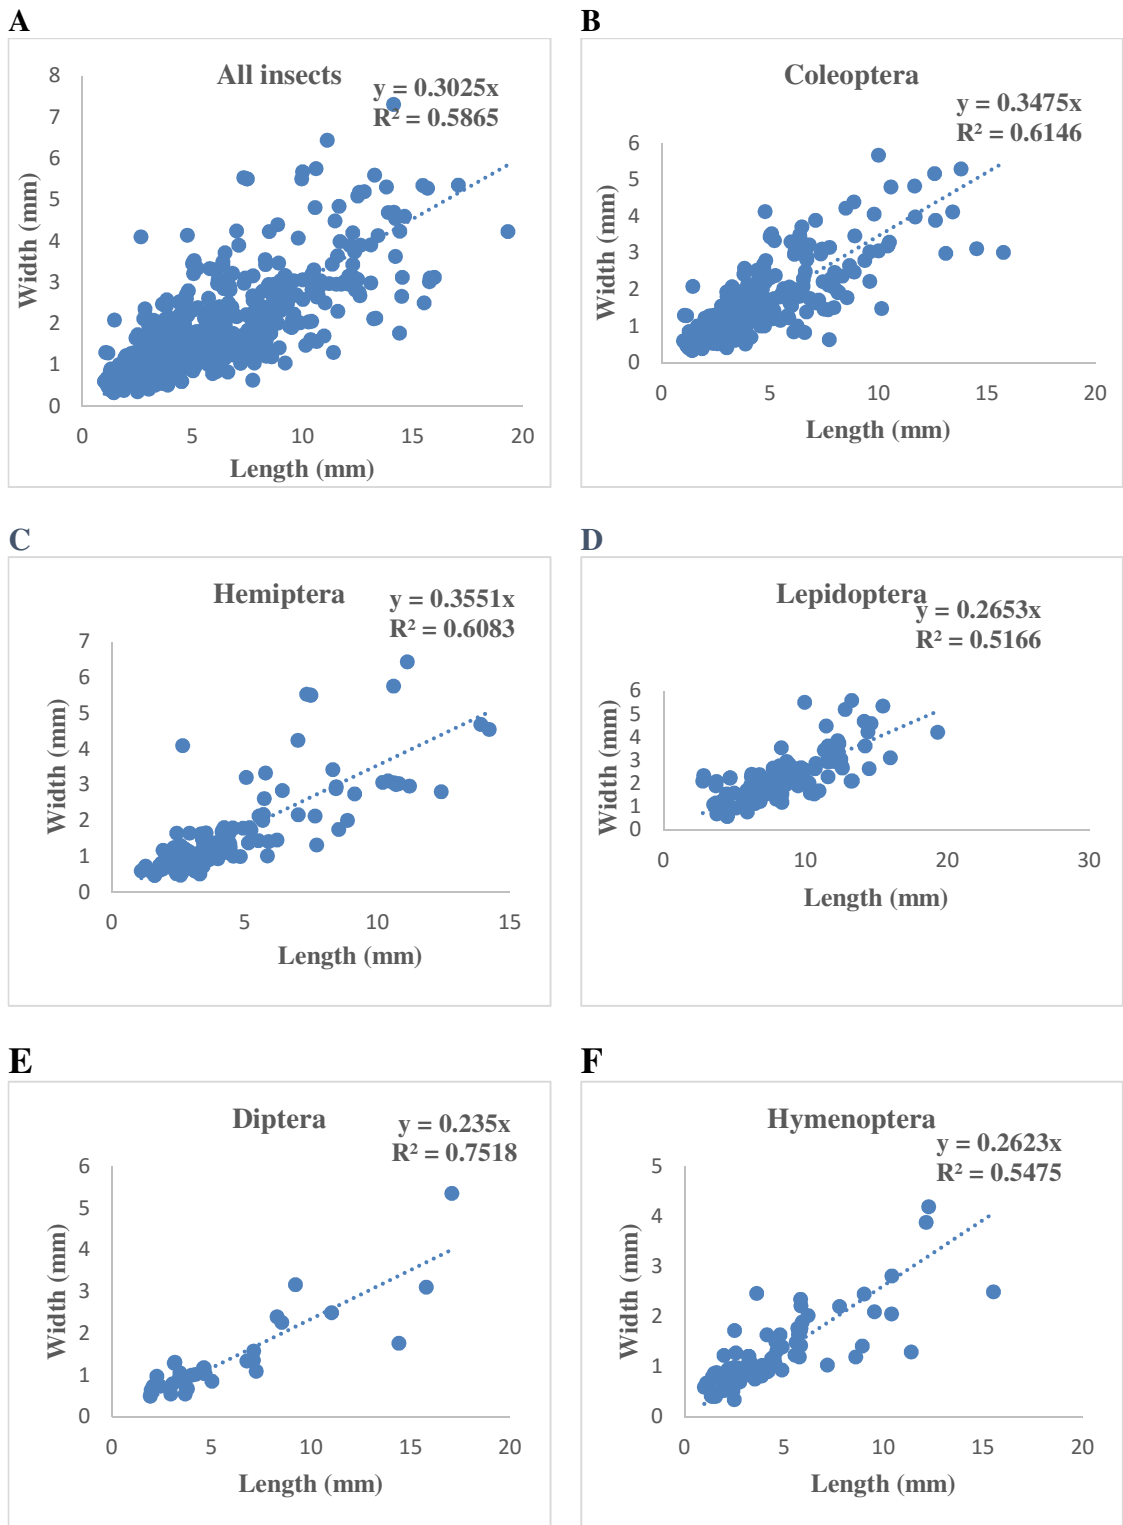 A
All insects
y = 0.3025x
R² = 0.5865
8
7
6
5
4
3
2
1
0
Width (mm)
0 5 10 15 20
Length (mm)
B
Coleoptera
y = 0.3475x
R² = 0.6146
6
5
4
3
2
1
0
Width (mm)
0 5 10 15 20
Length (mm)
C
Hemiptera
y = 0.3551x
R² = 0.6083
7
6
5
4
3
2
1
0
Width (mm)
0 5 10 15
Length (mm)
D
Lepidoptera
y = 0.2653x
R² = 0.5166
6
5
4
3
2
1
0
Width (mm)
0 10 20 30
Length (mm)
E
Diptera
y = 0.235x
R² = 0.7518
6
5
4
3
2
1
0
Width (mm)
0 5 10 15 20
Length (mm)
F
Hymenoptera
y = 0.2623x
R² = 0.5475
5
4
3
2
1
0
Width (mm)
0 5 10 15 20
Length (mm)